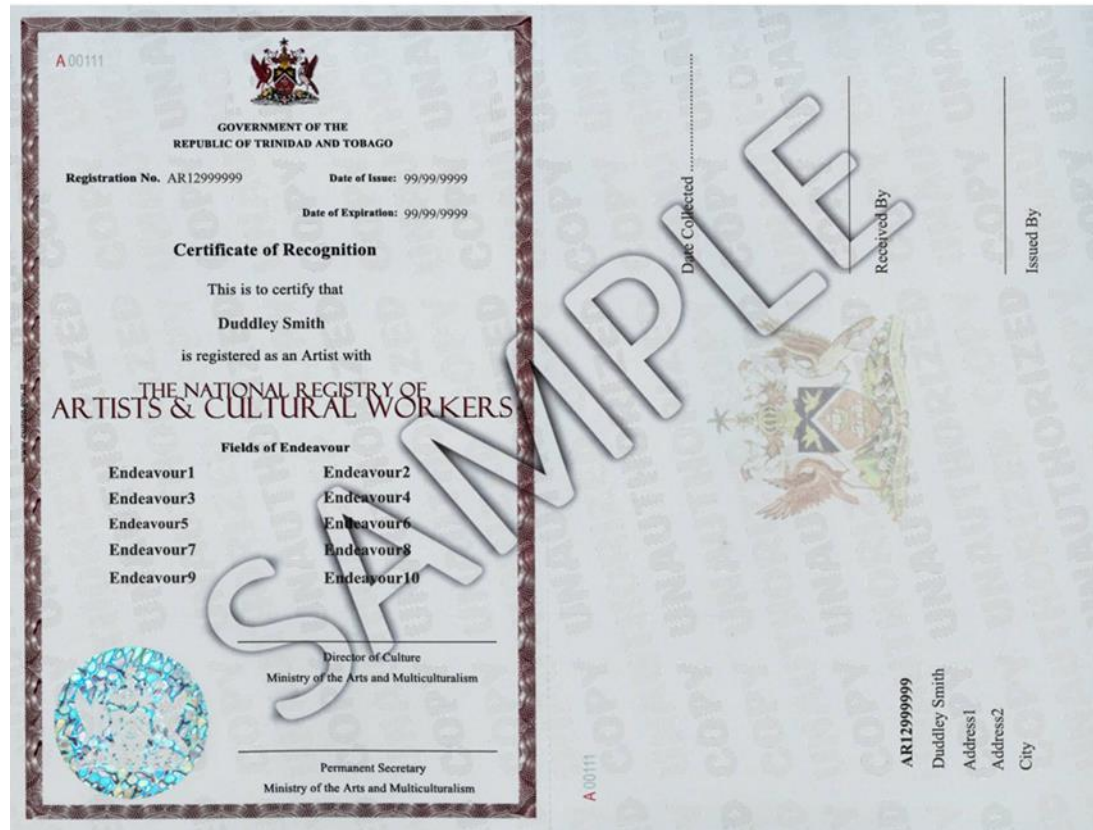 A 00111
GOVERNMENT OF THE
REPUBLIC OF TRINIDAD AND TOBAGO
Registration No. AR12999999
Date of Issue: 99/99/9999
Date of Expiration: 99/99/9999
Certificate of Recognition
This is to certify that
Duddley Smith
is registered as an Artist with
THE NATIONAL REGISTRY OF
ARTISTS & CULTURAL WORKERS
Fields of Endeavour
Endeavour1 Endeavour2
Endeavour3 Endeavour4
Endeavour5 Endeavour6
Endeavour7 Endeavour8
Endeavour9 Endeavour10
Director of Culture
Ministry of the Arts and Multiculturalism
Permanent Secretary
Ministry of the Arts and Multiculturalism
SAMPLE
Date Collected
Received By
Issued By
A 00111
AR12999999
Duddley Smith
Address1
Address2
City
UNAUTHORIZED
COPY